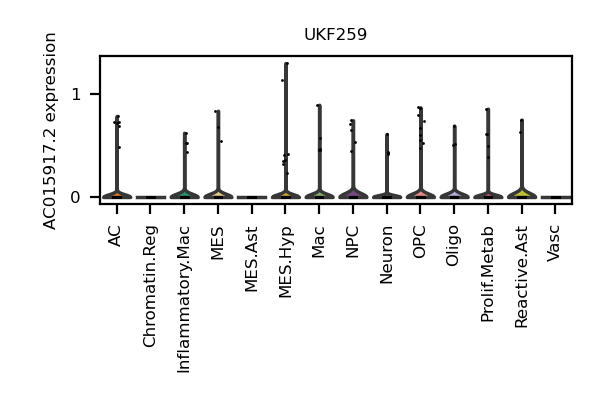 UKF259
AC015917.2 expression
1
0
AC
Chromatin.Reg
Inflammatory.Mac
MES
MES.Ast
MES.Hyp
Mac
NPC
Neuron
OPC
Oligo
Prolif.Metab
Reactive.Ast
Vasc